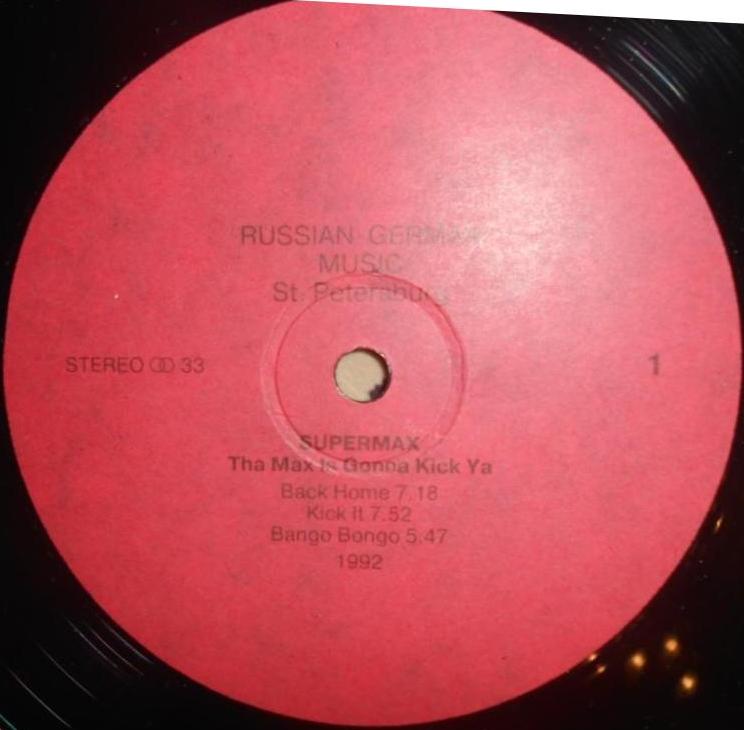 RUSSIAN GERMAN
MUSIC
St. Petersburg
STEREO 33
1
SUPERMAX
Tha Max Is Gonna Kick Ya
Back Home 7.18
Kick It 7.52
Bango Bongo 5.47
1992